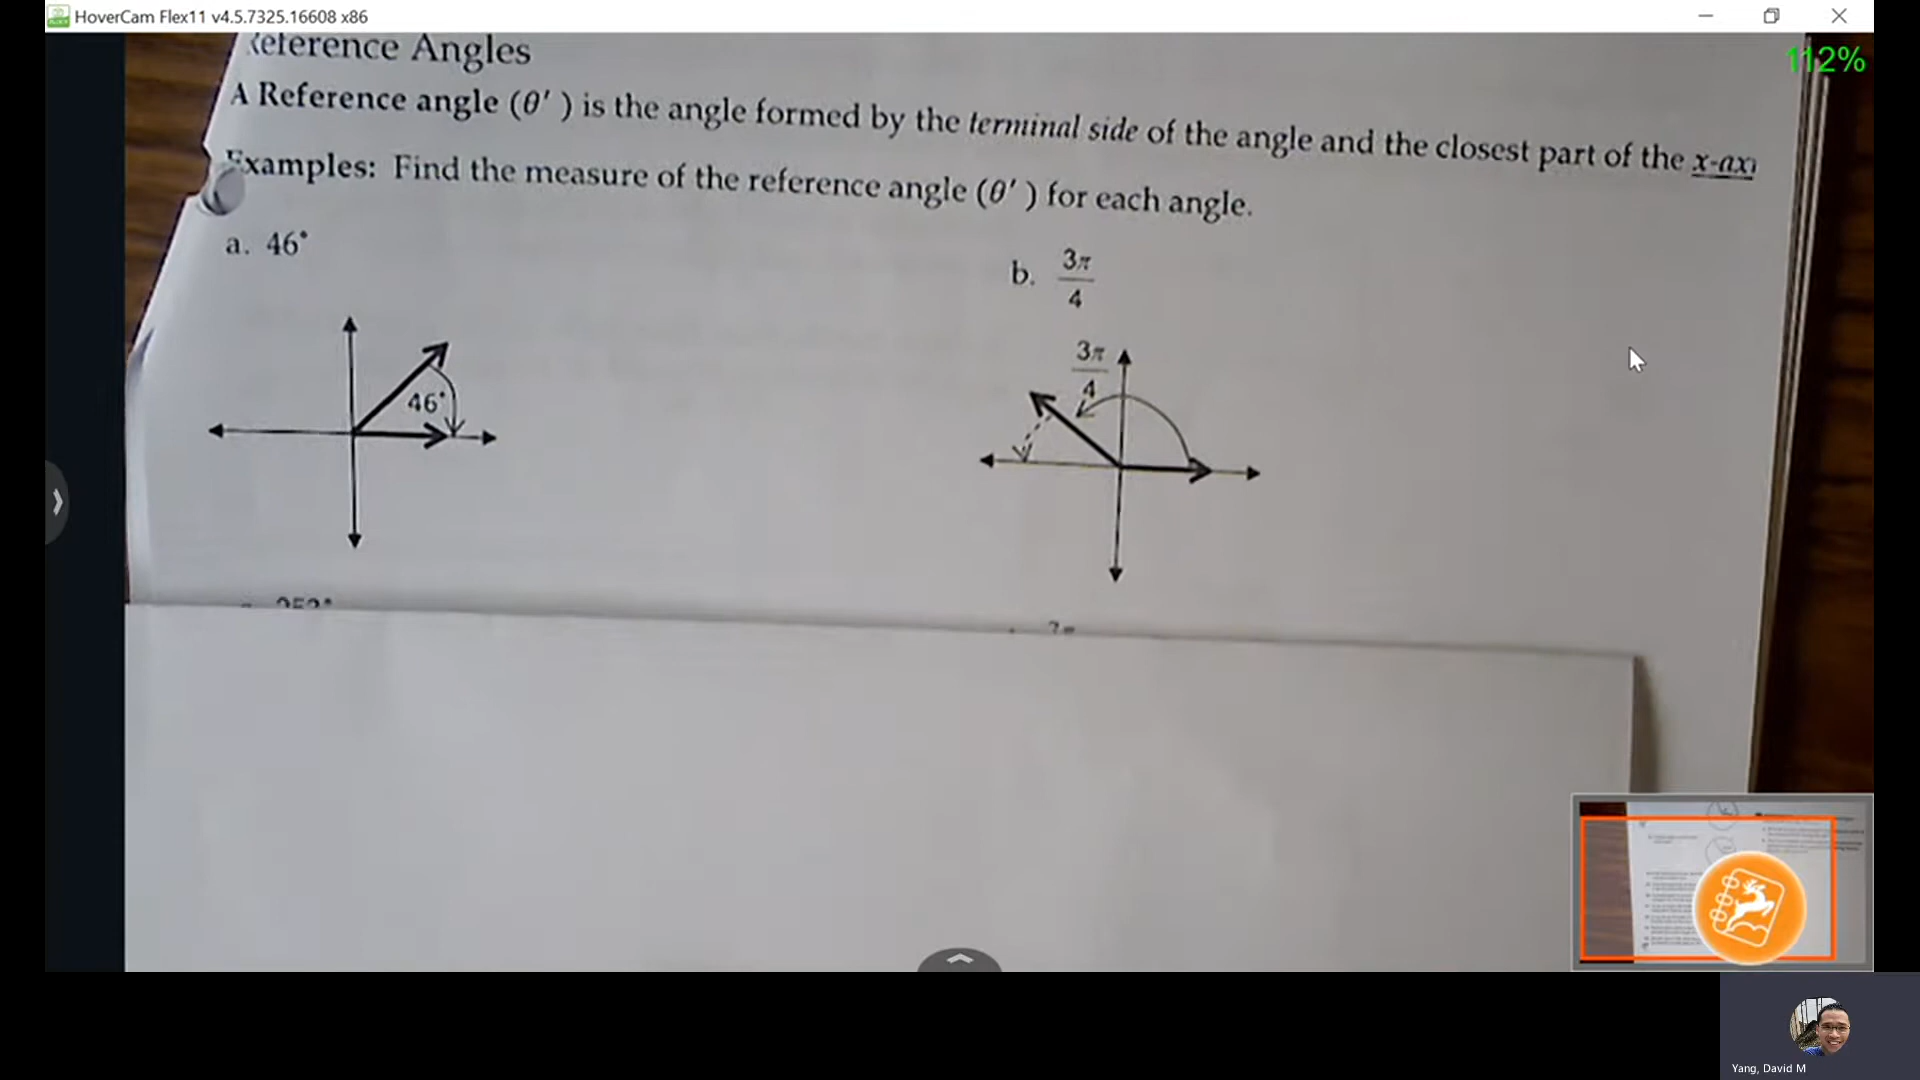 HoverCam Flex11 v4.5.7325.16608 x86
112%
Reference Angles
A Reference angle (θ′ ) is the angle formed by the terminal side of the angle and the closest part of the x-axi
Examples: Find the measure of the reference angle (θ′ ) for each angle.
a. 46°
b. 3π/4
46°
3π/4
Yang, David M